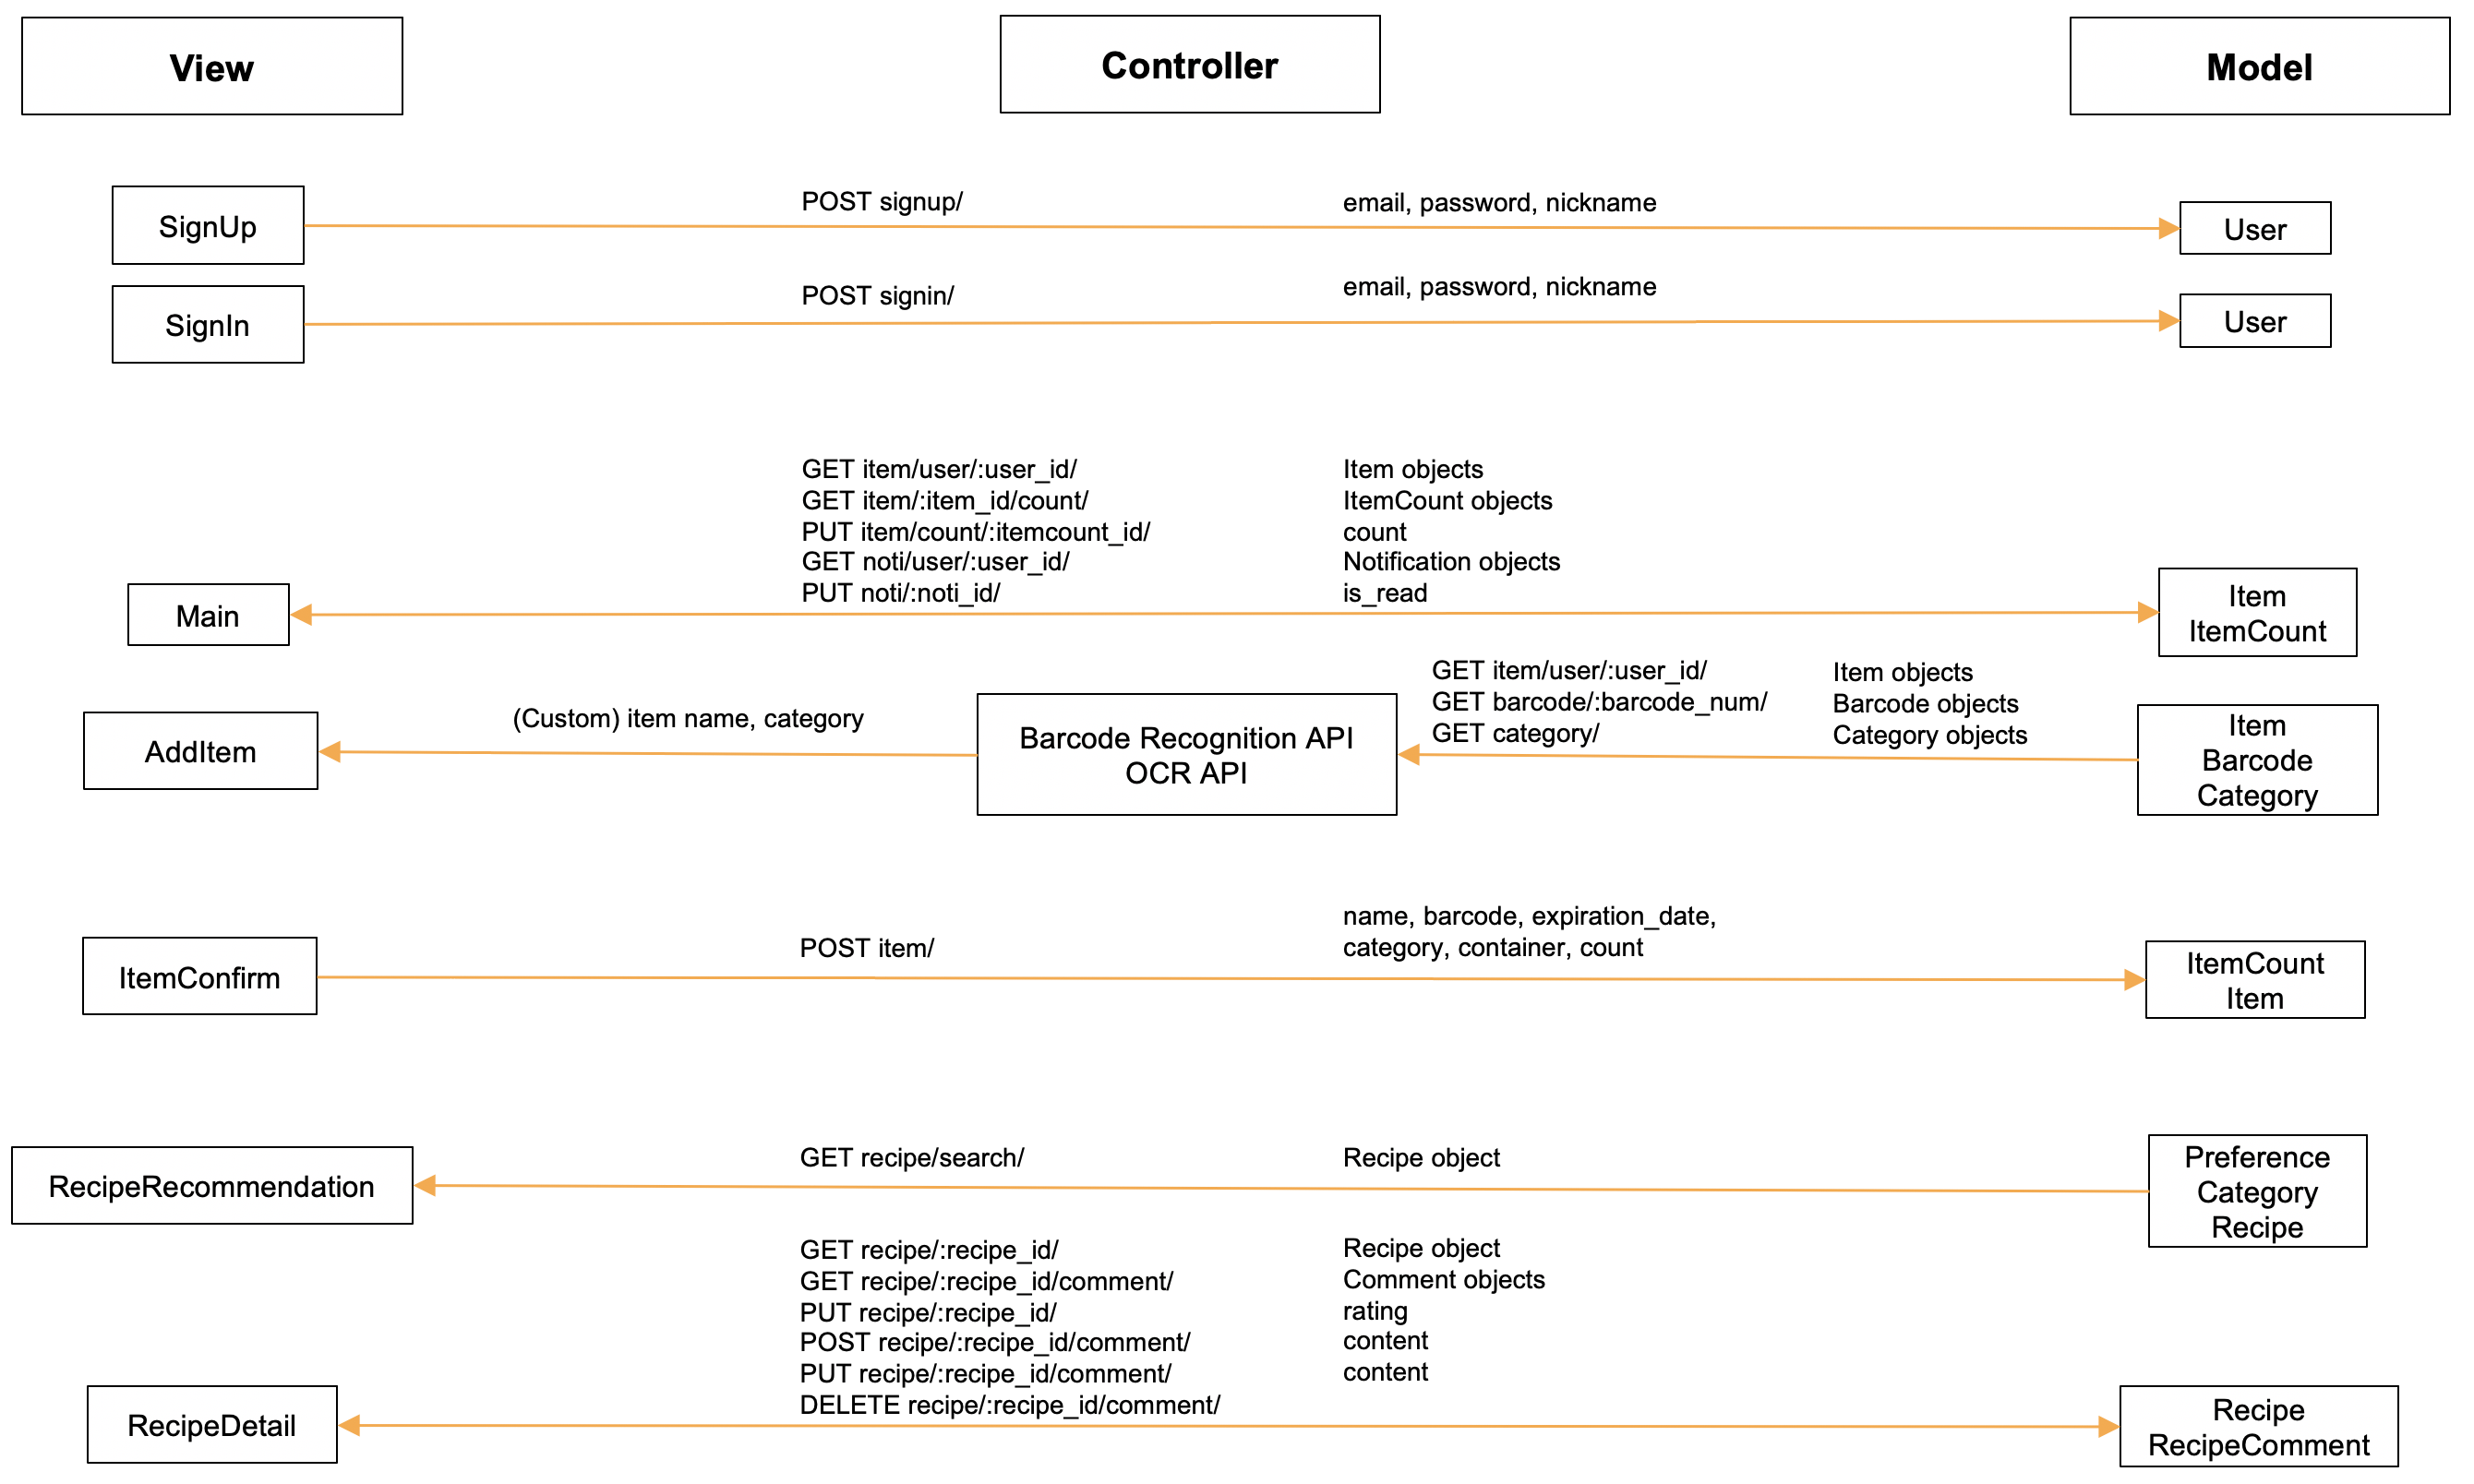 View
Controller
Model
SignUp
POST signup/
email, password, nickname
User
SignIn
POST signin/
email, password, nickname
User
GET item/user/:user_id/
GET item/:item_id/count/
PUT item/count/:itemcount_id/
GET noti/user/:user_id/
PUT noti/:noti_id/
Item objects
ItemCount objects
count
Notification objects
is_read
Main
Item
ItemCount
AddItem
(Custom) item name, category
Barcode Recognition API
OCR API
GET item/user/:user_id/
GET barcode/:barcode_num/
GET category/
Item objects
Barcode objects
Category objects
Item
Barcode
Category
ItemConfirm
POST item/
name, barcode, expiration_date,
category, container, count
ItemCount
Item
RecipeRecommendation
GET recipe/search/
Recipe object
Preference
Category
Recipe
GET recipe/:recipe_id/
GET recipe/:recipe_id/comment/
PUT recipe/:recipe_id/
POST recipe/:recipe_id/comment/
PUT recipe/:recipe_id/comment/
DELETE recipe/:recipe_id/comment/
Recipe object
Comment objects
rating
content
content
RecipeDetail
Recipe
RecipeComment